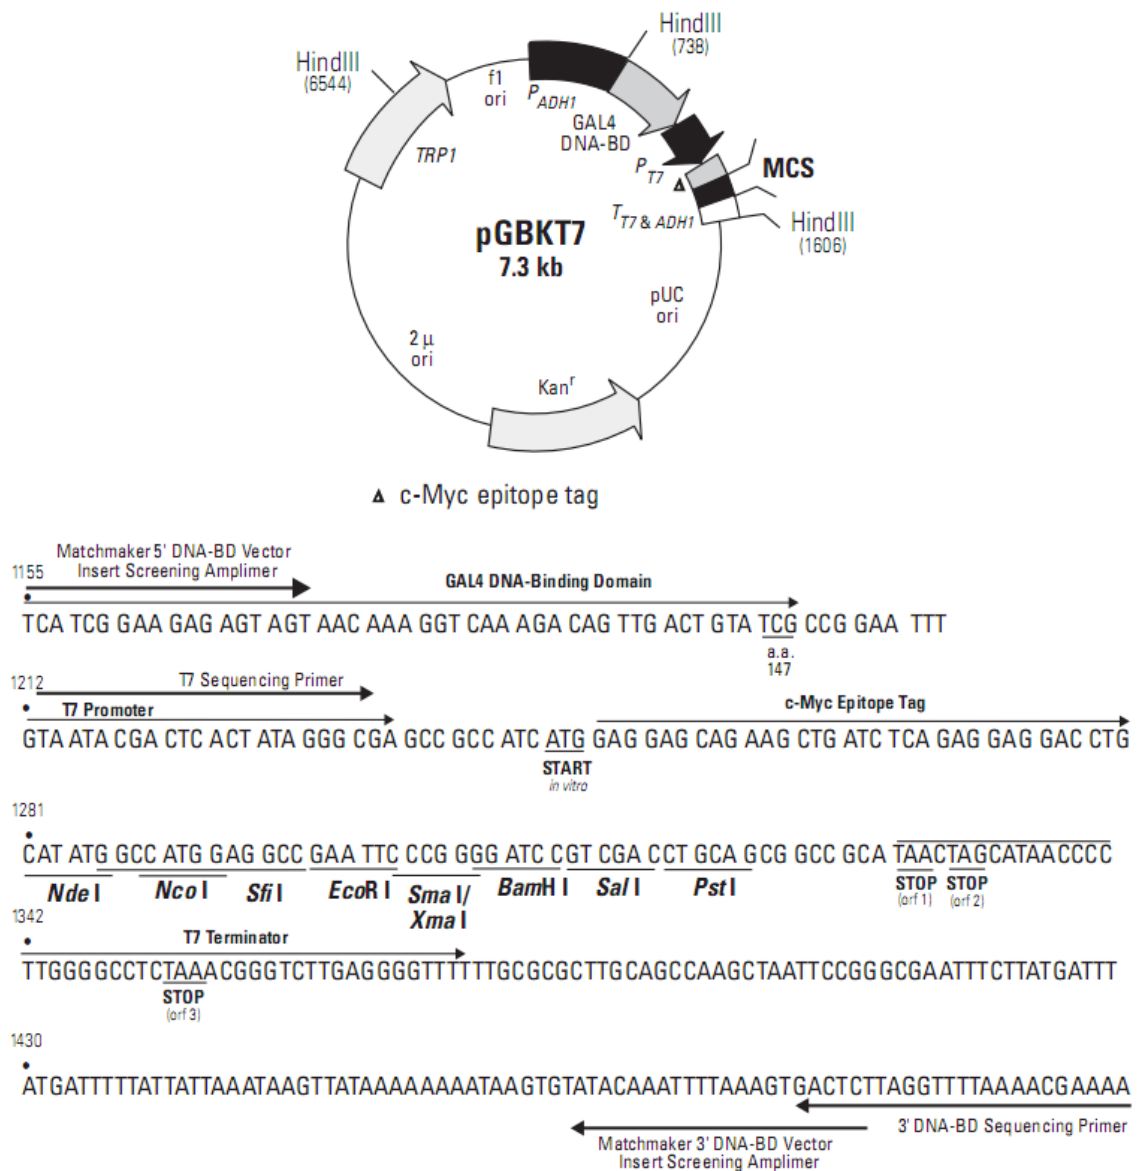 HindIII
(738)
HindIII
(6544)
f1
ori
P ADH1
GAL4
DNA-BD
TRP1
P T7
MCS
T T7 & ADH1
HindIII
(1606)
pGBKT7
7.3 kb
pUC
ori
2 μ
ori
Kan r
c-Myc epitope tag
Matchmaker 5' DNA-BD Vector
Insert Screening Amplimer
1155
GAL4 DNA-Binding Domain
TCA TCG GAA GAG AGT AGT AAC AAA GGT CAA AGA CAG TTG ACT GTA TCG CCG GAA TTT
a.a.
147
1212
T7 Sequencing Primer
T7 Promoter
c-Myc Epitope Tag
GTA ATA CGA CTC ACT ATA GGG CGA GCC GCC ATC ATG GAG GAG CAG AAG CTG ATC TCA GAG GAG GAC CTG
START
in vitro
1281
CAT ATG GCC ATG GAG GCC GAA TTC CCG GGG ATC CGT CGA CCT GCA GCG GCC GCA TAACTAGCATAACCCC
Nde I Nco I Sfi I EcoR I Sma I/ BamH I Sal I Pst I
Xma I
STOP STOP
(orf 1) (orf 2)
1342
T7 Terminator
TTGGGGCCTCTAAACGGGTCTTGAGGGGTTTTTTGCGCGCTTGCAGCCAAGCTAATTCCGGGCGAATTTCTTATGATTT
STOP
(orf 3)
1430
ATGATTTTTATTATTAAATAAGTTATAAAAAAAATAAGTGTATACAAATTTTAAAGTGACTCTTAGGTTTTAAAACGAAAA
3' DNA-BD Sequencing Primer
Matchmaker 3' DNA-BD Vector
Insert Screening Amplimer